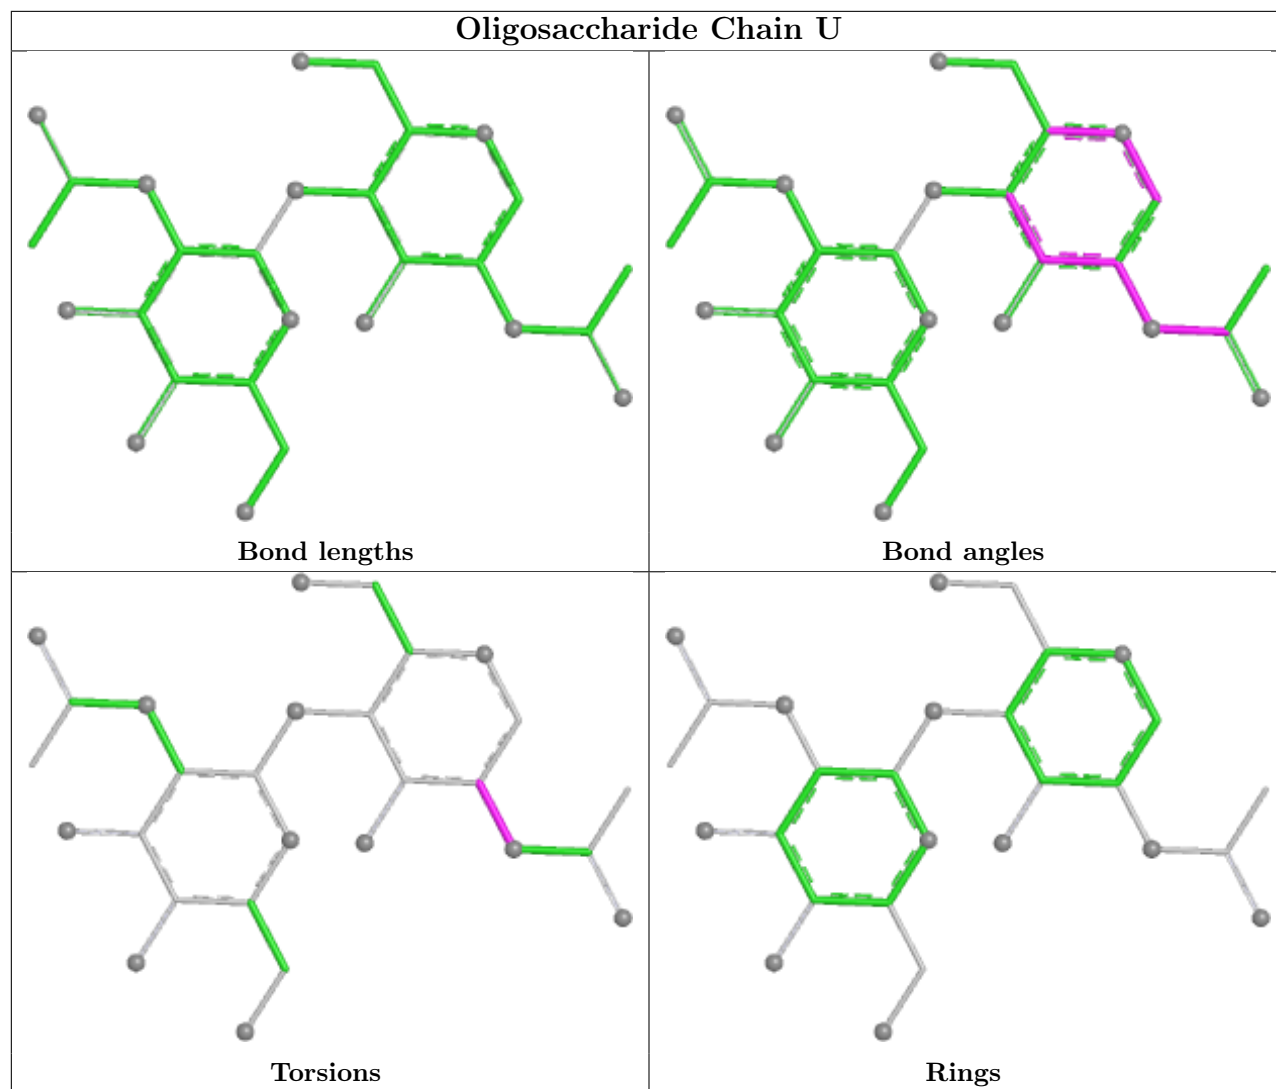 Oligosaccharide Chain U
Bond lengths
Bond angles
Torsions
Rings